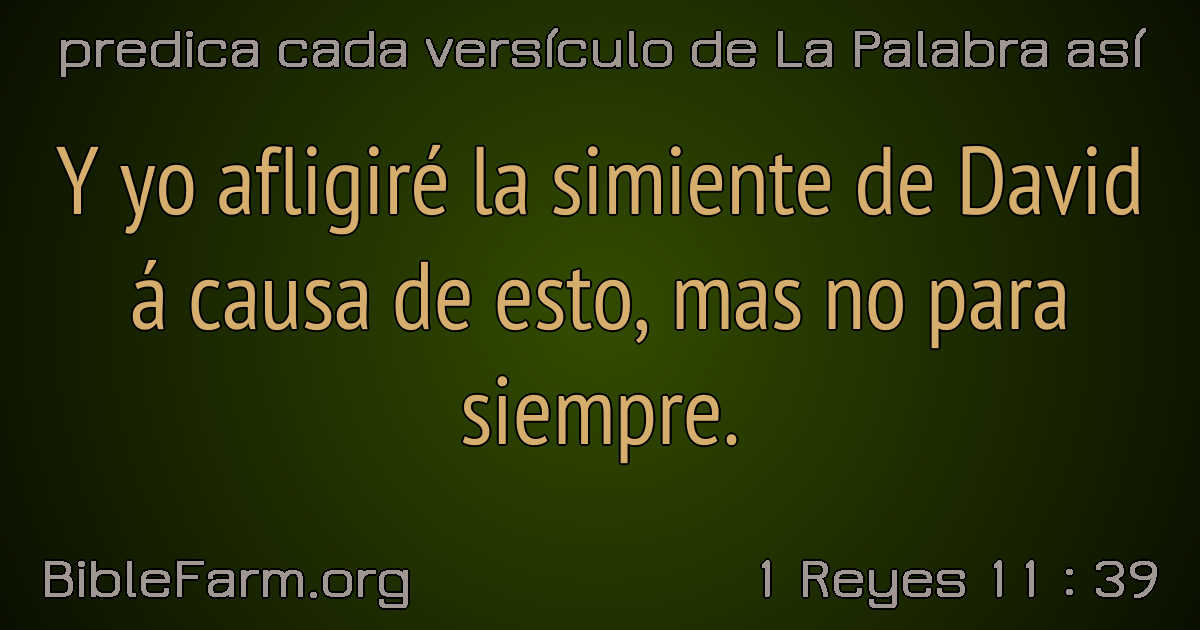 predica cada versículo de La Palabra así
Y yo afligiré la simiente de David
á causa de esto, mas no para
siempre.
BibleFarm.org
1 Reyes 11 : 39